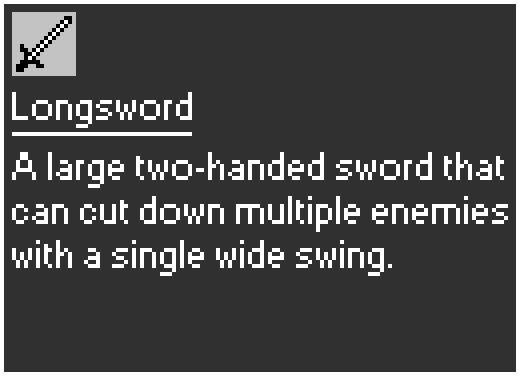 Longsword
A large two-handed sword that
can cut down multiple enemies
with a single wide swing.